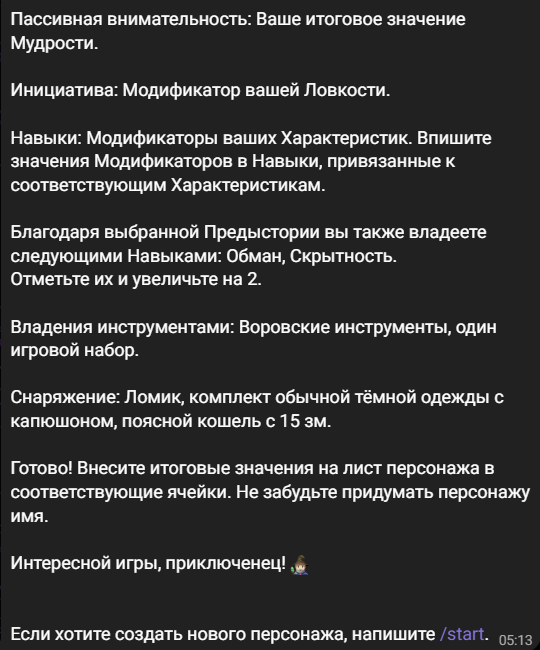 Пассивная внимательность: Ваше итоговое значение
Мудрости.
Инициатива: Модификатор вашей Ловкости.
Навыки: Модификаторы ваших Характеристик. Впишите
значения Модификаторов в Навыки, привязанные к
соответствующим Характеристикам.
Благодаря выбранной Предыстории вы также владеете
следующими Навыками: Обман, Скрытность.
Отметьте их и увеличьте на 2.
Владения инструментами: Воровские инструменты, один
игровой набор.
Снаряжение: Ломик, комплект обычной тёмной одежды с
капюшоном, поясной кошель с 15 зм.
Готово! Внесите итоговые значения на лист персонажа в
соответствующие ячейки. Не забудьте придумать персонажу
имя.
Интересной игры, приключенец!
Если хотите создать нового персонажа, напишите /start.
05:13